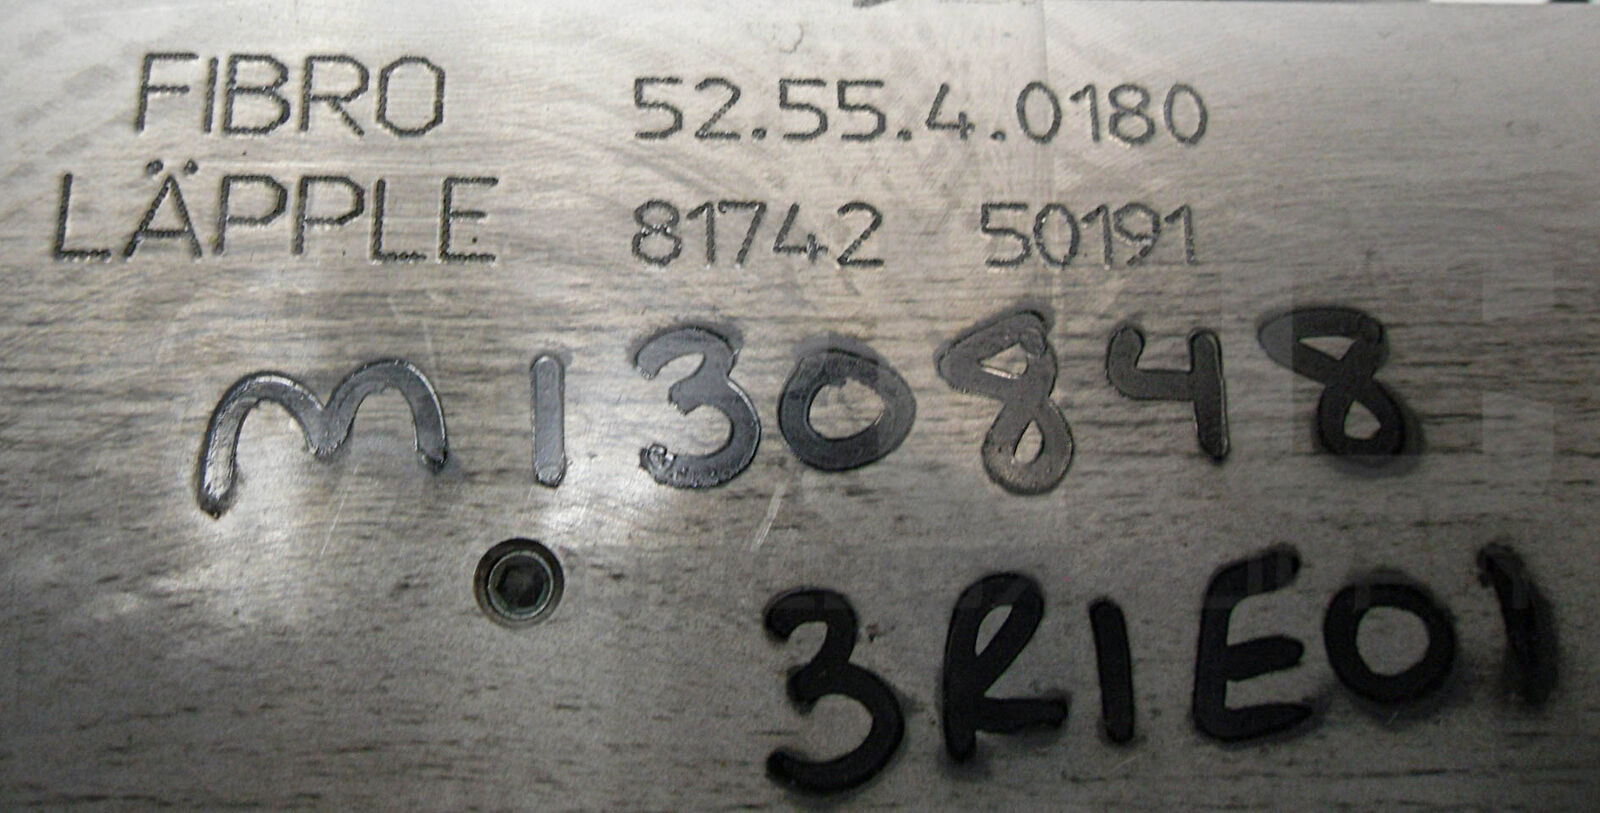 FIBRO 52.55.4.0180
LÄPPLE 81742 50191
M130848
3R1E01